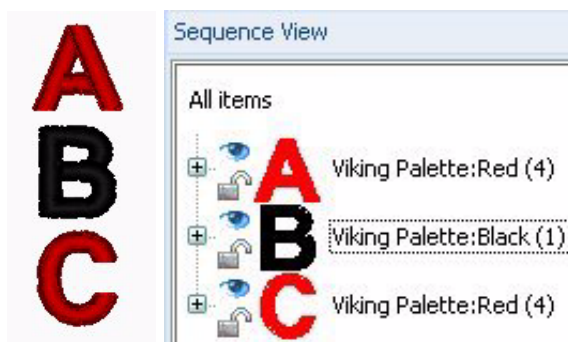 A
B
C
Sequence View
All items
A Viking Palette:Red (4)
B Viking Palette:Black (1)
C Viking Palette:Red (4)